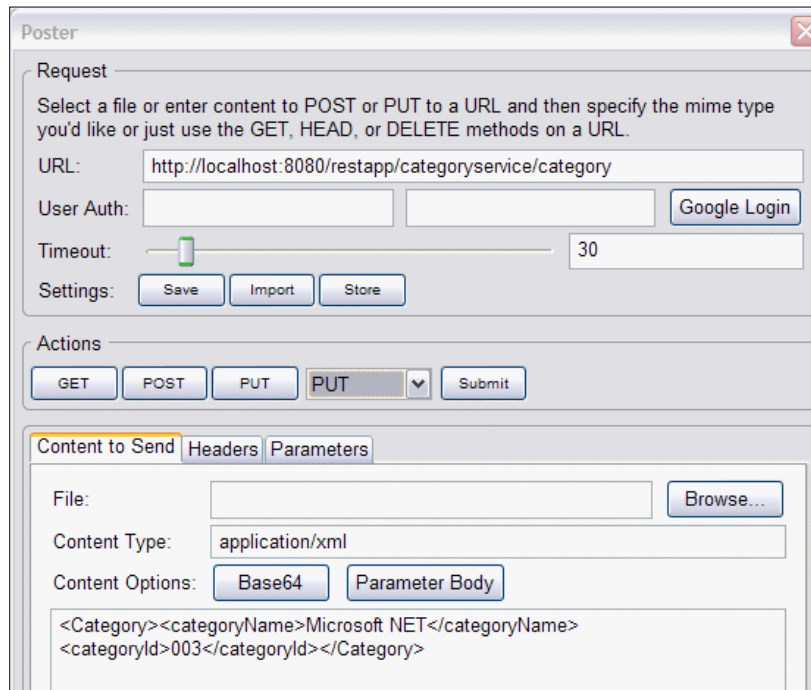 Poster
Request
Select a file or enter content to POST or PUT to a URL and then specify the mime type
you'd like or just use the GET, HEAD, or DELETE methods on a URL.
URL: http://localhost:8080/restapp/categoryservice/category
User Auth: Google Login
Timeout: 30
Settings: Save Import Store
Actions
GET POST PUT PUT Submit
Content to Send Headers Parameters
File: Browse...
Content Type: application/xml
Content Options: Base64 Parameter Body
<Category><categoryName>Microsoft NET</categoryName>
<categoryId>003</categoryId></Category>